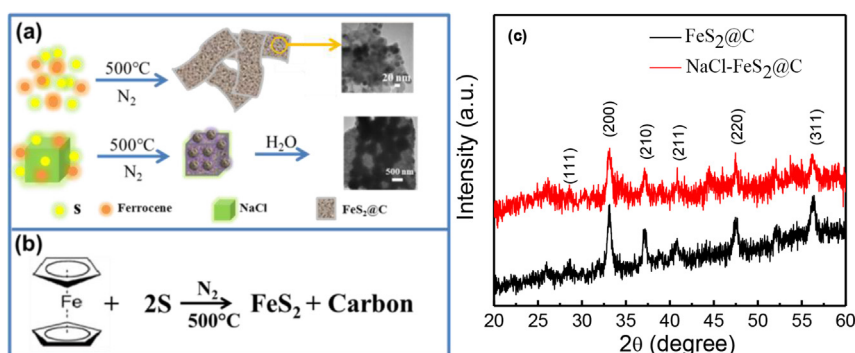 (a)
500℃
N₂
20 nm
500℃
N₂
H₂O
500 nm
S
Ferrocene
NaCl
FeS₂@C
(b)
Fe + 2S N₂ 500℃ FeS₂ + Carbon
(c)
FeS₂@C
NaCl-FeS₂@C
(111)
(200)
(210)
(211)
(220)
(311)
Intensity (a.u.)
20 25 30 35 40 45 50 55 60
2θ (degree)